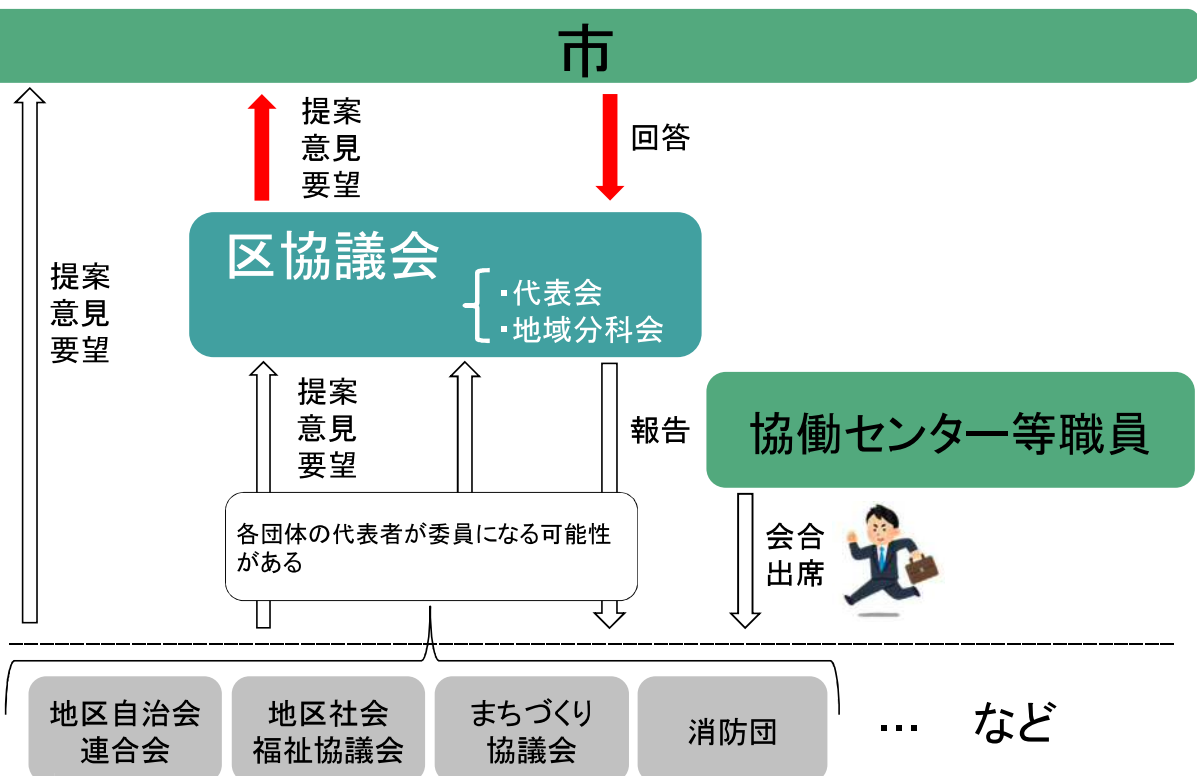 市
提案
意見
要望
回答
区協議会
・代表会
・地域分科会
提案
意見
要望
提案
意見
要望
報告
協働センター等職員
各団体の代表者が委員になる可能性
がある
会合
出席
地区自治会
連合会
地区社会
福祉協議会
まちづくり
協議会
消防団
… など